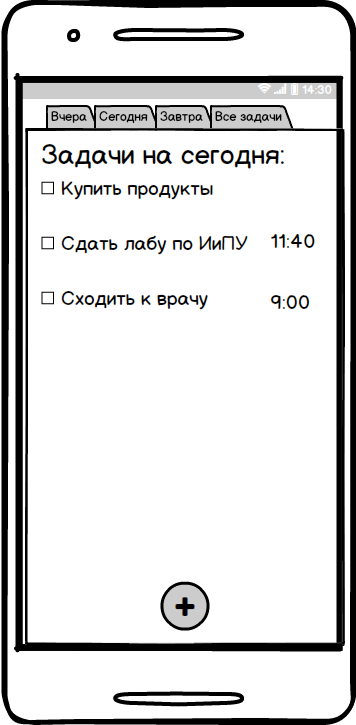 14:30
Вчера Сегодня Завтра Все задачи
Задачи на сегодня:
Купить продукты
Сдать лабу по ИиПУ 11:40
Сходить к врачу 9:00
+